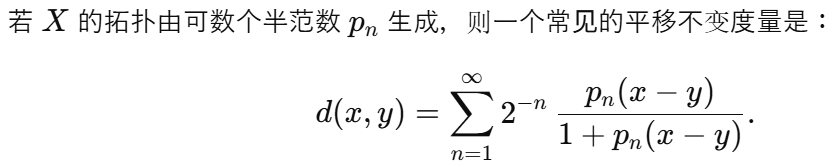 若 X 的拓扑由可数个半范数 pₙ 生成，则一个常见的平移不变度量是：
d(x, y) = \sum_{n=1}^{\infty} 2^{-n} \frac{p_n(x - y)}{1 + p_n(x - y)}.